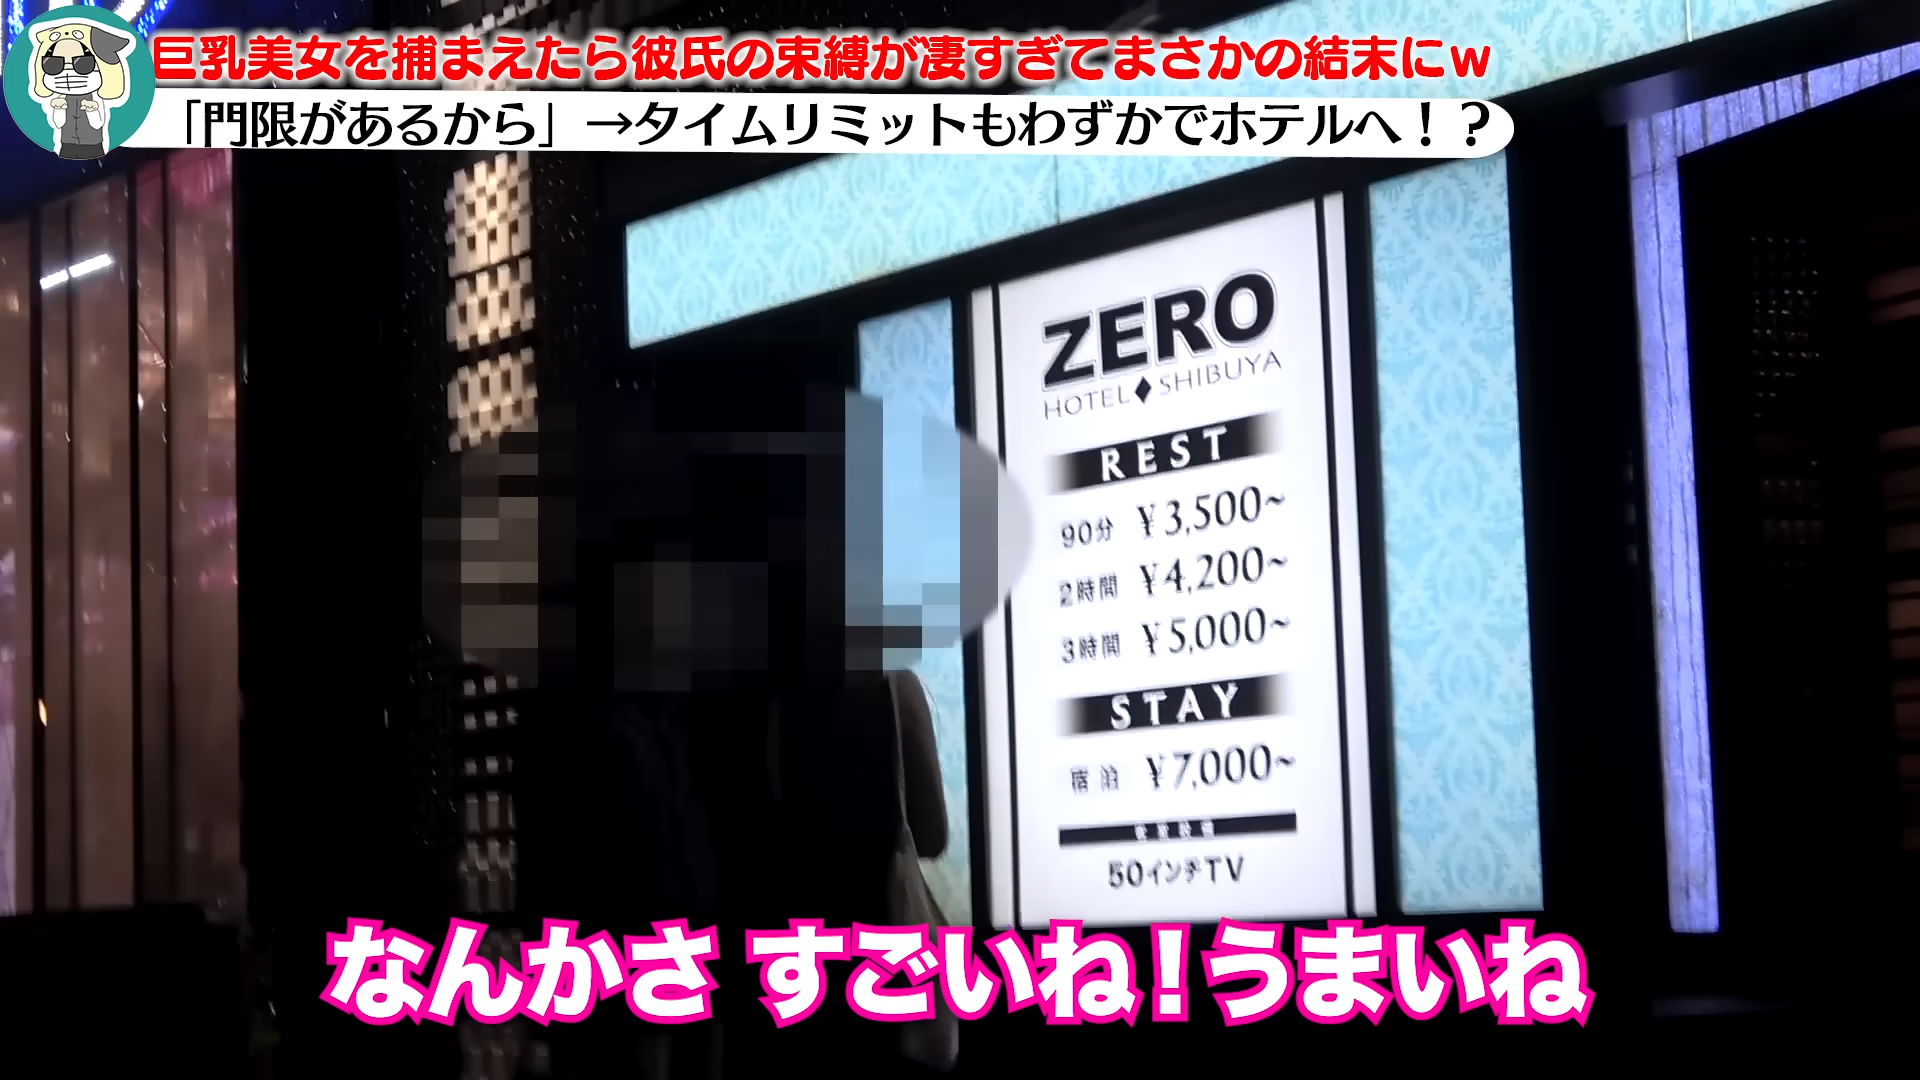 巨乳美女を捕まえたら彼氏の束縛が凄すぎてまさかの結末にｗ
「門限があるから」→タイムリミットもわずかでホテルへ！？
ZERO
HOTEL♦SHIBUYA
REST
90分 ¥3,500~
2時間 ¥4,200~
3時間 ¥5,000~
STAY
宿泊 ¥7,000~
50インチTV
なんかさ すごいね！うまいね